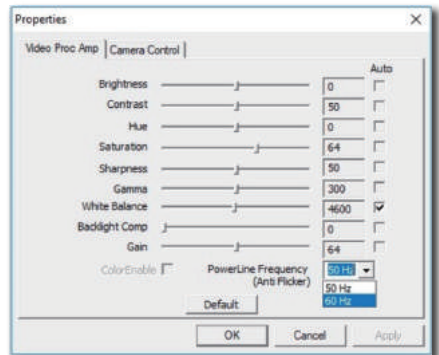 Properties
Video Proc Amp Camera Control
Auto
Brightness 0
Contrast 50
Hue 0
Saturation 64
Sharpness 50
Gamma 300
White Balance 4600
Backlight Comp 0
Gain 64
ColorEnable PowerLine Frequency 50 Hz
(Anti Flicker)
50 Hz
60 Hz
Default
OK Cancel Apply